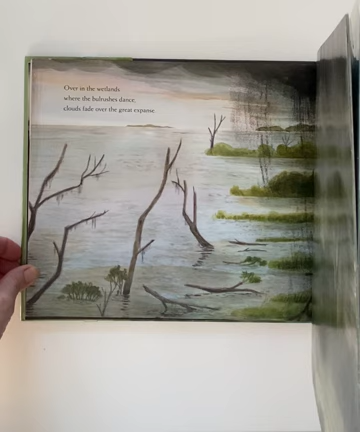 Over in the wetlands
where the bulrushes dance,
clouds fade over the great expanse.